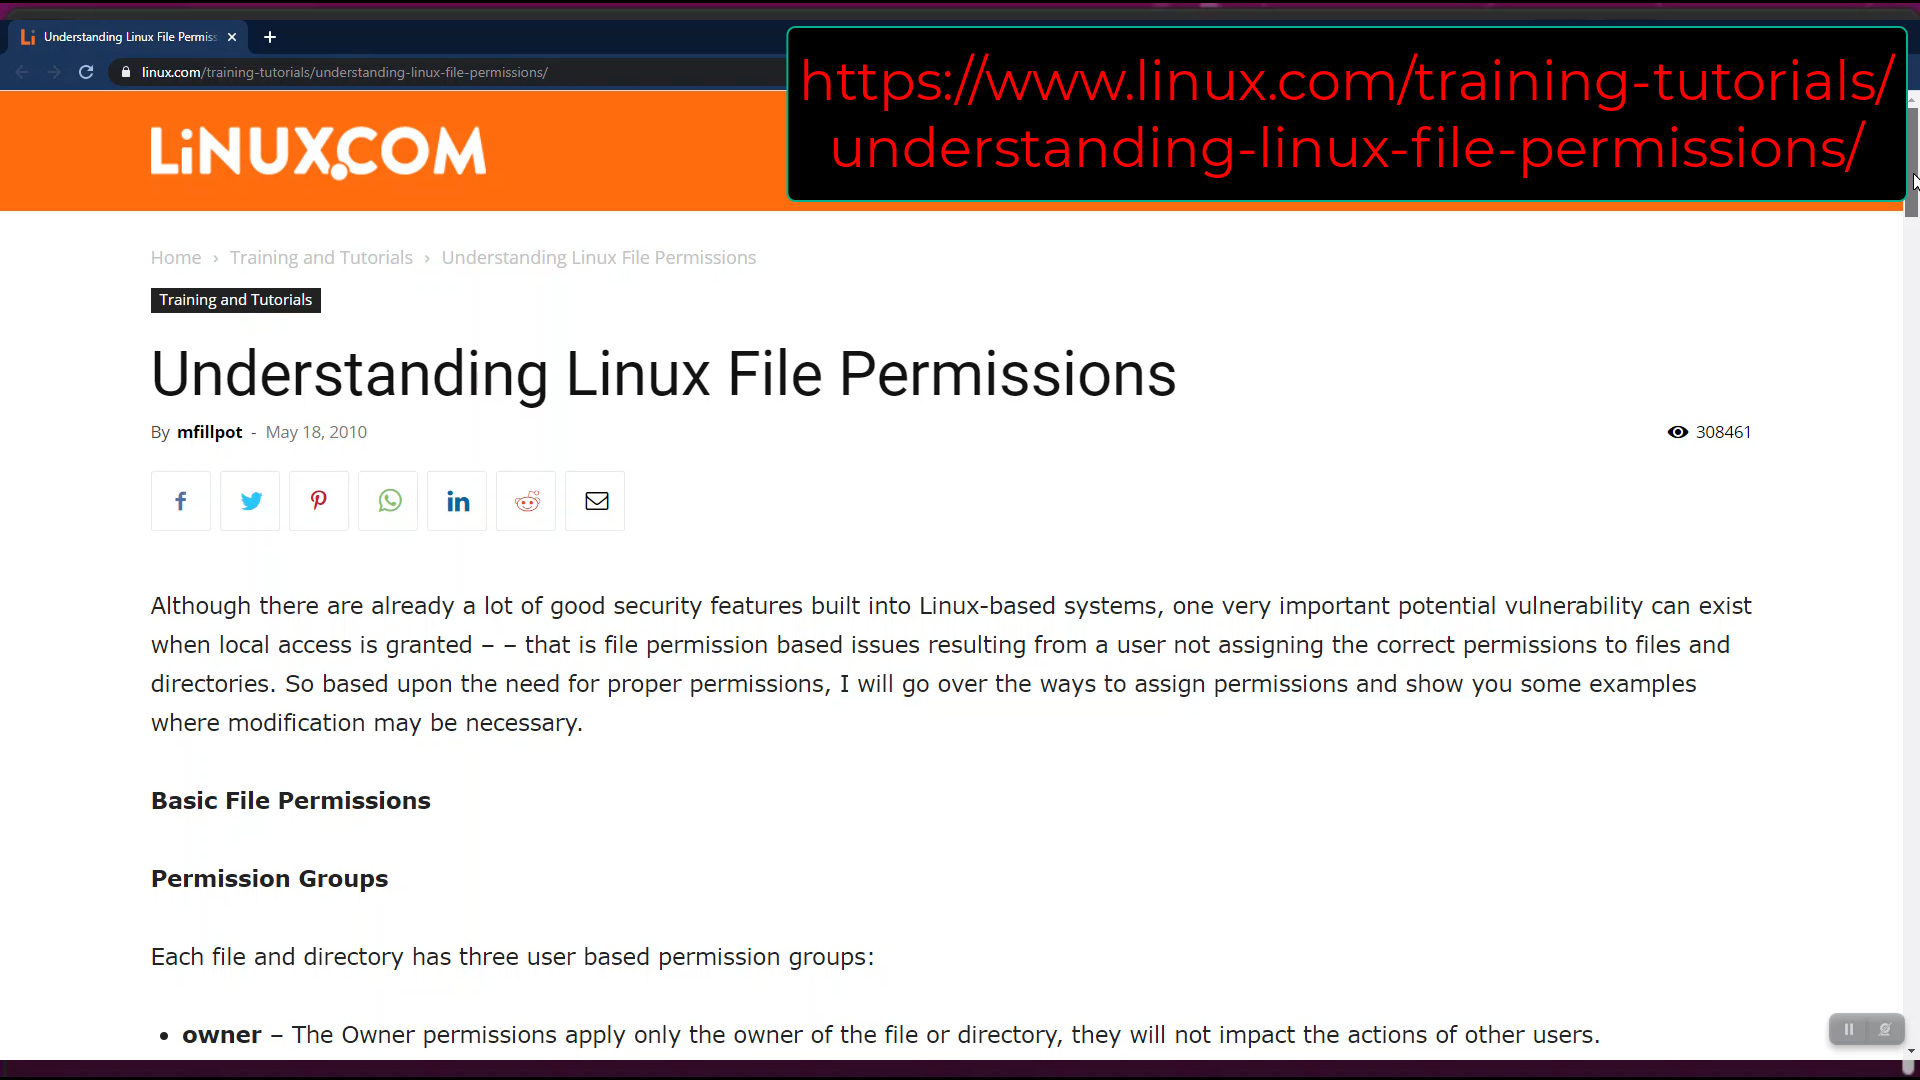 Understanding Linux File Permiss
linux.com/training-tutorials/understanding-linux-file-permissions/
https://www.linux.com/training-tutorials/
understanding-linux-file-permissions/
LiNUX.COM
Home › Training and Tutorials › Understanding Linux File Permissions
Training and Tutorials
Understanding Linux File Permissions
By mfillpot - May 18, 2010
308461
Although there are already a lot of good security features built into Linux-based systems, one very important potential vulnerability can exist
when local access is granted – – that is file permission based issues resulting from a user not assigning the correct permissions to files and
directories. So based upon the need for proper permissions, I will go over the ways to assign permissions and show you some examples
where modification may be necessary.
Basic File Permissions
Permission Groups
Each file and directory has three user based permission groups:
• owner – The Owner permissions apply only the owner of the file or directory, they will not impact the actions of other users.